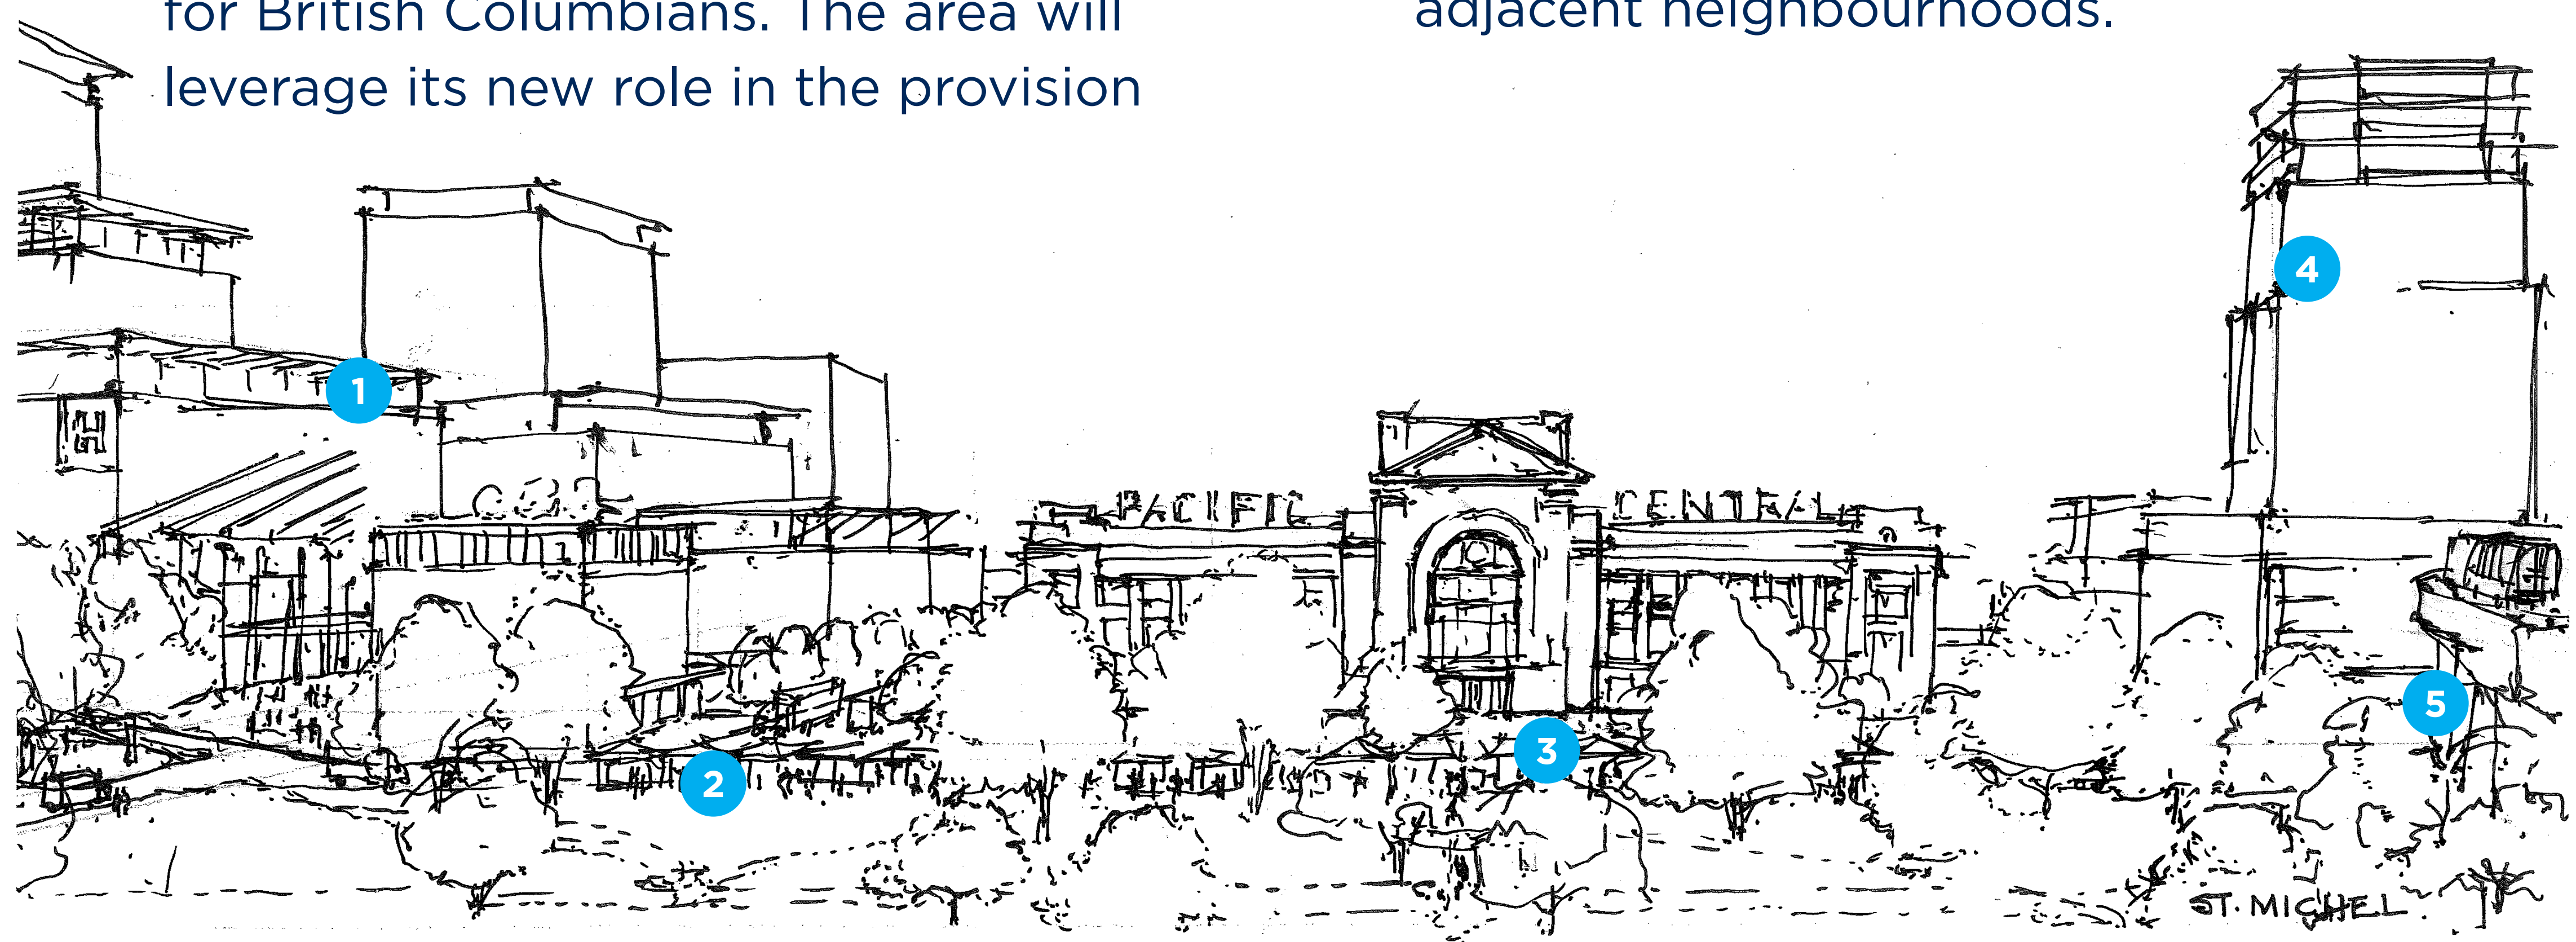 for British Columbians. The area will
leverage its new role in the provision
adjacent neighbourhoods.
4
1
H
PACIFIC CENTRAL
5
3
2
ST. MICHEL